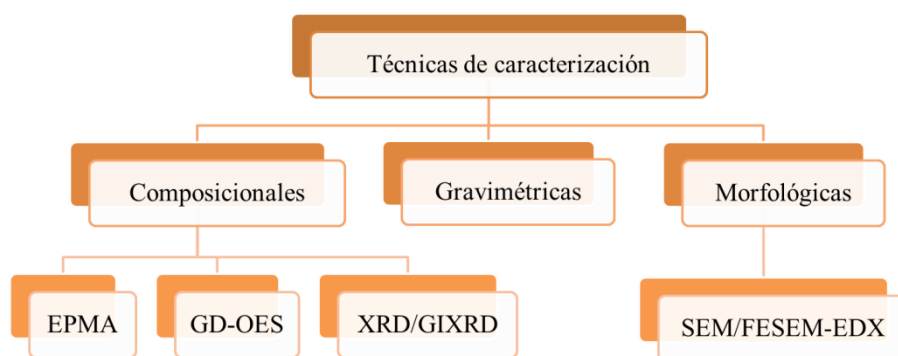 Técnicas de caracterización
Composicionales
Gravimétricas
Morfológicas
EPMA
GD-OES
XRD/GIXRD
SEM/FESEM-EDX